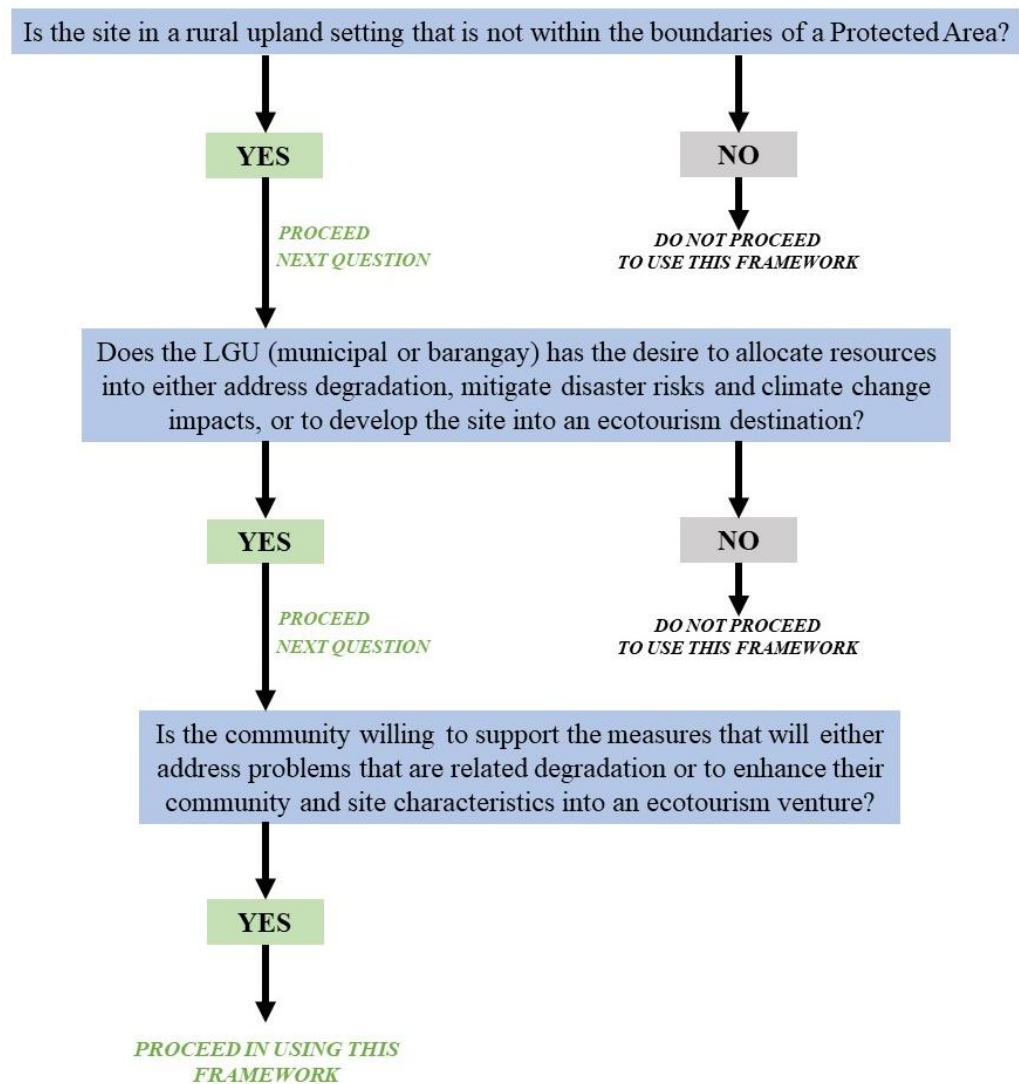 Is the site in a rural upland setting that is not within the boundaries of a Protected Area?
YES
NO
PROCEED
NEXT QUESTION
DO NOT PROCEED
TO USE THIS FRAMEWORK
Does the LGU (municipal or barangay) has the desire to allocate resources
into either address degradation, mitigate disaster risks and climate change
impacts, or to develop the site into an ecotourism destination?
YES
NO
PROCEED
NEXT QUESTION
DO NOT PROCEED
TO USE THIS FRAMEWORK
Is the community willing to support the measures that will either
address problems that are related degradation or to enhance their
community and site characteristics into an ecotourism venture?
YES
PROCEED IN USING THIS
FRAMEWORK